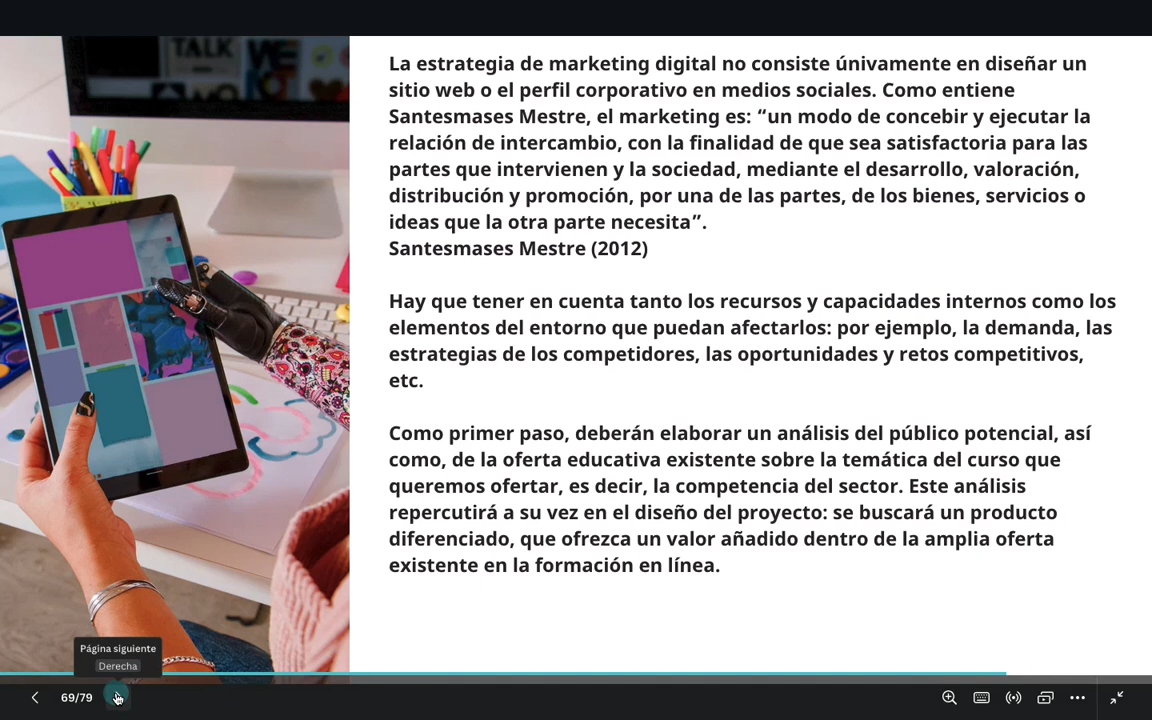 TALK
WE
La estrategia de marketing digital no consiste únivamente en diseñar un
sitio web o el perfil corporativo en medios sociales. Como entiene
Santesmases Mestre, el marketing es: “un modo de concebir y ejecutar la
relación de intercambio, con la finalidad de que sea satisfactoria para las
partes que intervienen y la sociedad, mediante el desarrollo, valoración,
distribución y promoción, por una de las partes, de los bienes, servicios o
ideas que la otra parte necesita”.
Santesmases Mestre (2012)
Hay que tener en cuenta tanto los recursos y capacidades internos como los
elementos del entorno que puedan afectarlos: por ejemplo, la demanda, las
estrategias de los competidores, las oportunidades y retos competitivos,
etc.
Como primer paso, deberán elaborar un análisis del público potencial, así
como, de la oferta educativa existente sobre la temática del curso que
queremos ofertar, es decir, la competencia del sector. Este análisis
repercutirá a su vez en el diseño del proyecto: se buscará un producto
diferenciado, que ofrezca un valor añadido dentro de la amplia oferta
existente en la formación en línea.
Página siguiente
Derecha
69/79